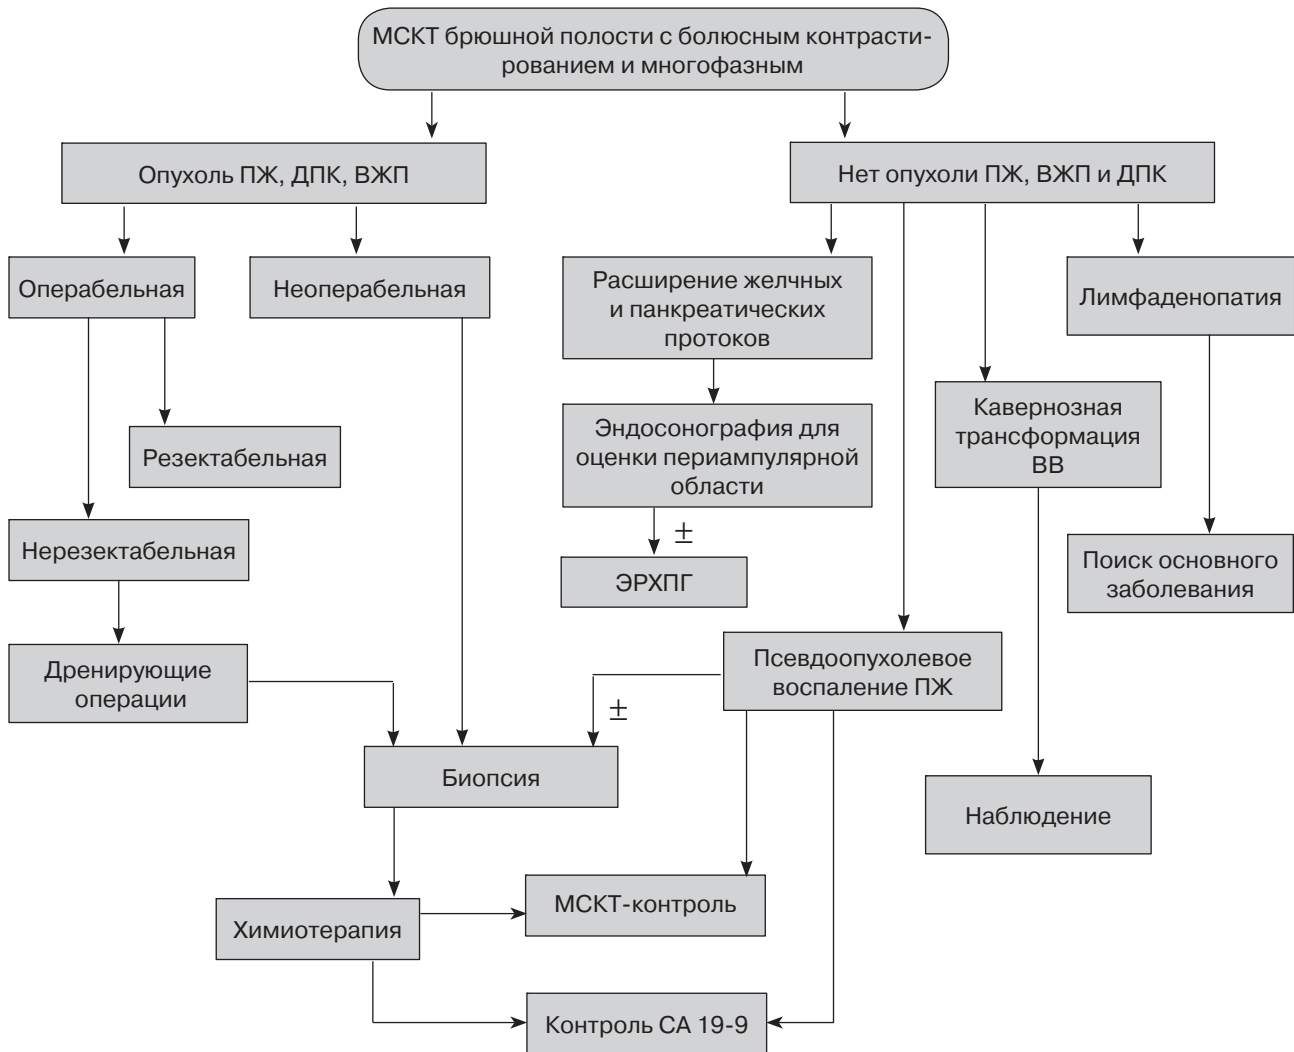 МСКТ брюшной полости с болюсным контрасти-
рованием и многофазным
Опухоль ПЖ, ДПК, ВЖП
Нет опухоли ПЖ, ВЖП и ДПК
Операбельная
Неоперабельная
Расширение желчных
и панкреатических
протоков
Лимфаденопатия
Кавернозная
трансформация
ВВ
Резектабельная
Эндосонография для
оценки периампулярной
области
Нерезектабельная
±
ЭРХПГ
Поиск основного
заболевания
Дренирующие
операции
Псевдоопухолевое
воспаление ПЖ
±
Биопсия
Наблюдение
МСКТ-контроль
Химиотерапия
Контроль СА 19-9